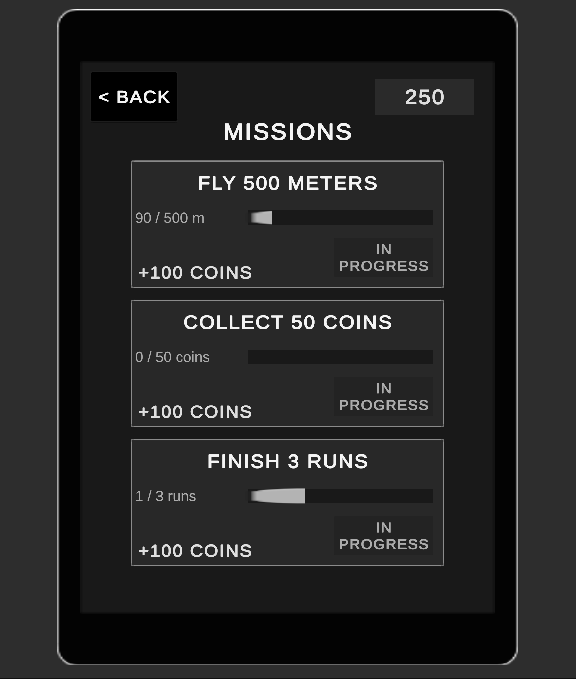 < BACK
250
MISSIONS
FLY 500 METERS
90 / 500 m
+100 COINS
IN
PROGRESS
COLLECT 50 COINS
0 / 50 coins
+100 COINS
IN
PROGRESS
FINISH 3 RUNS
1 / 3 runs
+100 COINS
IN
PROGRESS